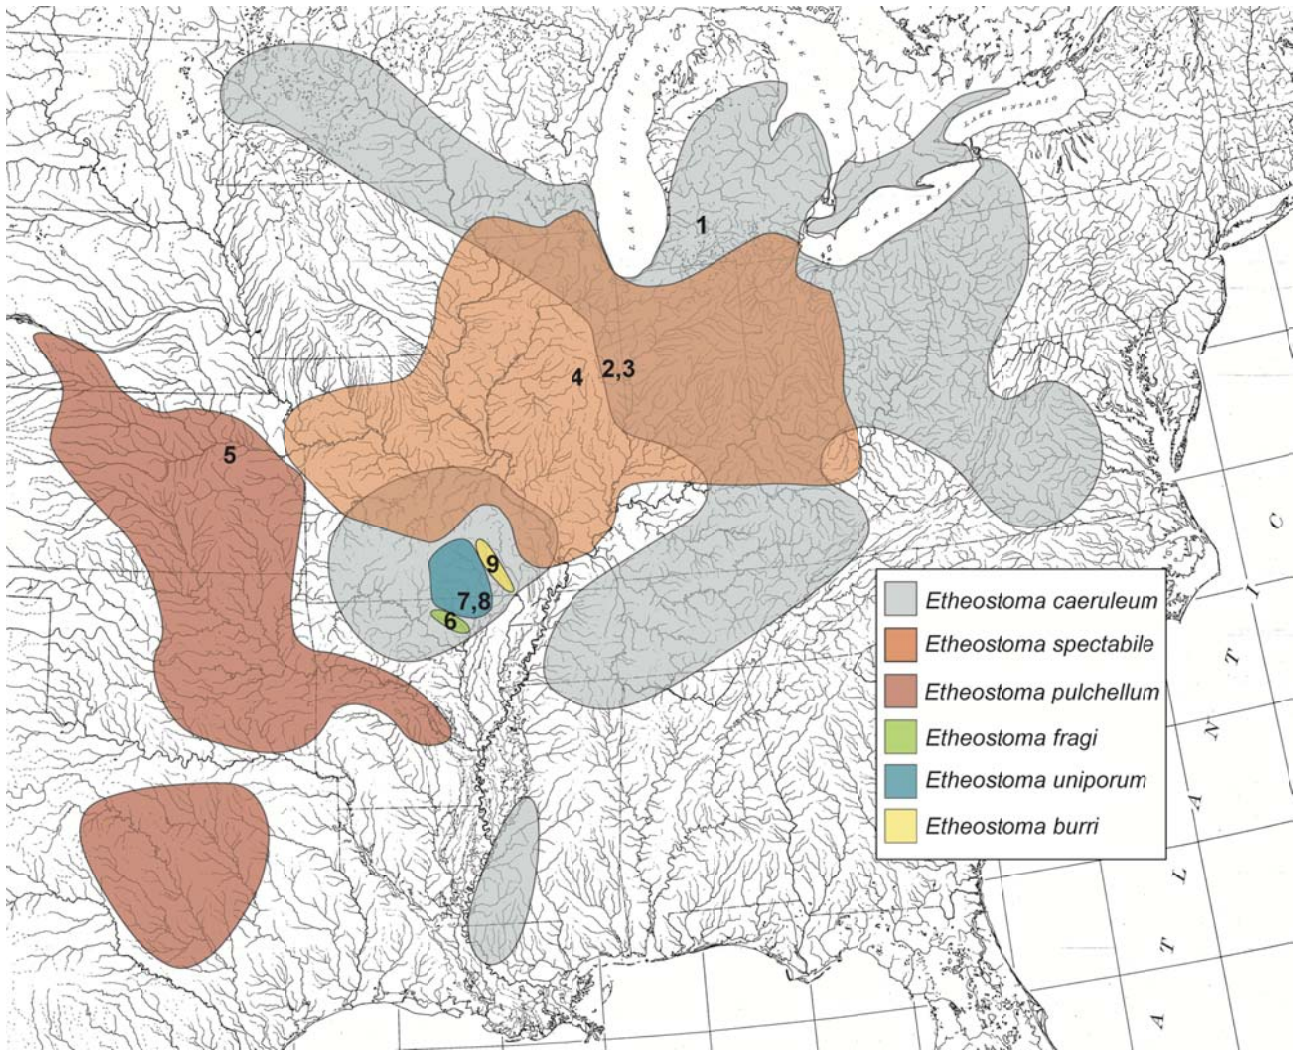 LAKE MICHIGAN
LAKE HURON
LAKE ONTARIO
LAKE ERIE
1
2,3
4
5
9
7,8
6
Etheostoma caeruleum
Etheostoma spectabile
Etheostoma pulchellum
Etheostoma fragi
Etheostoma uniporum
Etheostoma burri
ATLANTIC